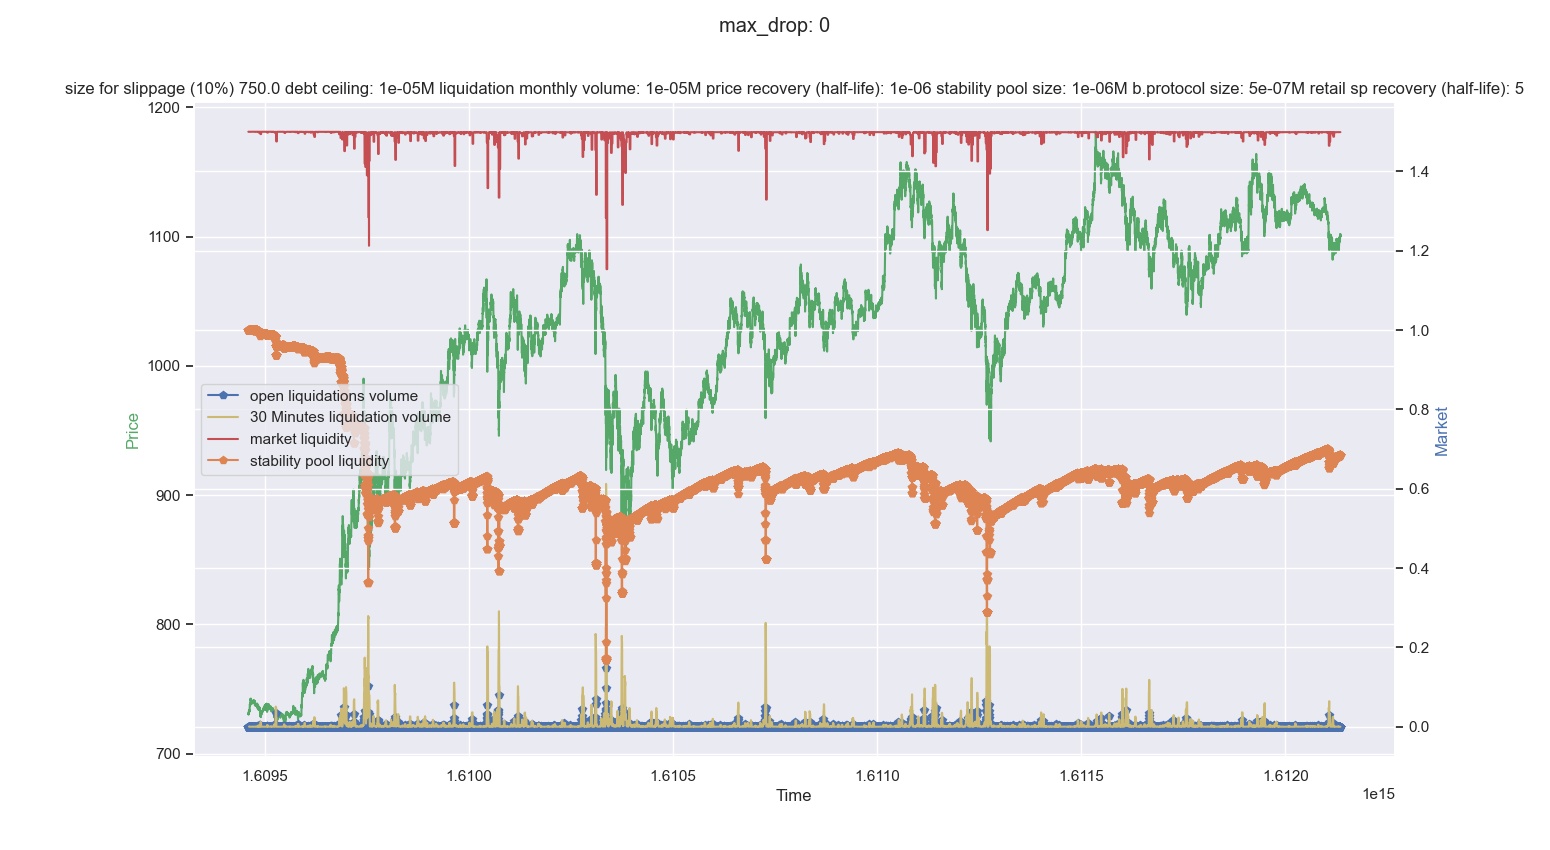 max_drop: 0
size for slippage (10%) 750.0 debt ceiling: 1e-05M liquidation monthly volume: 1e-05M price recovery (half-life): 1e-06 stability pool size: 1e-06M b.protocol size: 5e-07M retail sp recovery (half-life): 5
1200
1100
1000
900
800
700
Price
open liquidations volume
30 Minutes liquidation volume
market liquidity
stability pool liquidity
1.4
1.2
1.0
0.8
0.6
0.4
0.2
0.0
Market
1.6095 1.6100 1.6105 1.6110 1.6115 1.6120
Time
1e15